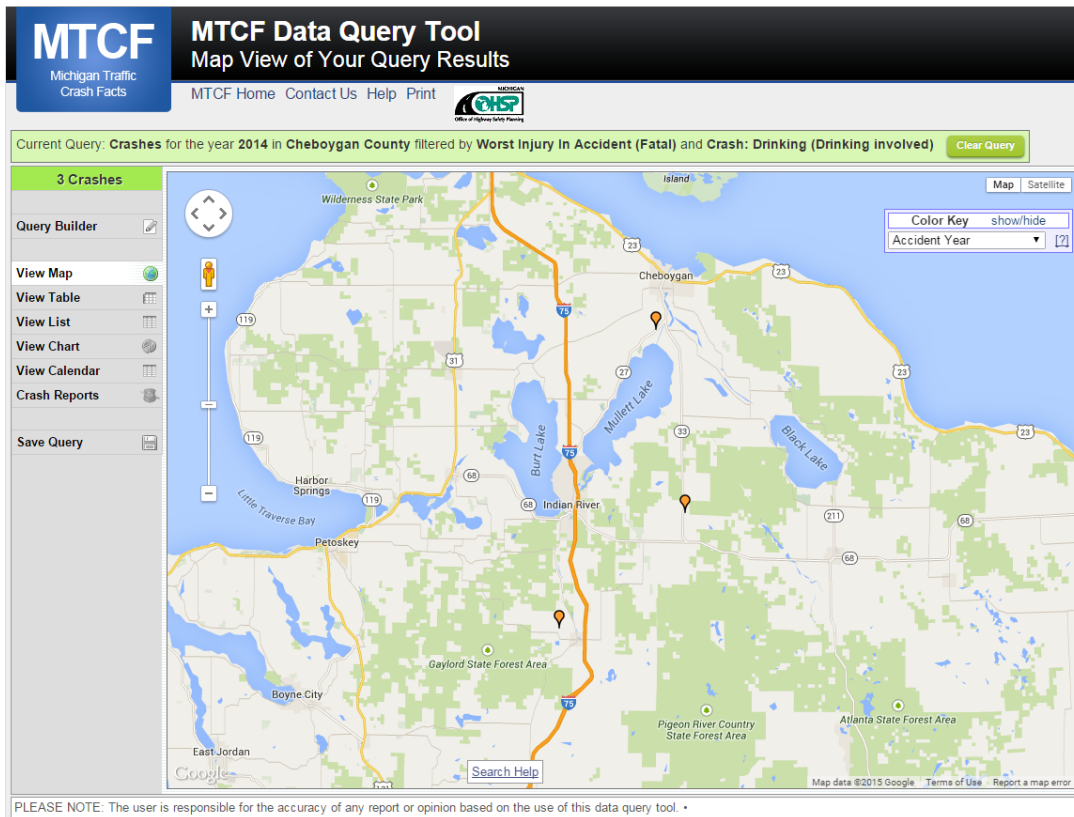 MTCF
Michigan Traffic
Crash Facts
MTCF Data Query Tool
Map View of Your Query Results
MTCF Home Contact Us Help Print
MICHIGAN
OHSP
Office of Highway Safety Planning
Current Query: Crashes for the year 2014 in Cheboygan County filtered by Worst Injury In Accident (Fatal) and Crash: Drinking (Drinking involved)
Clear Query
3 Crashes
Query Builder
View Map
View Table
View List
View Chart
View Calendar
Crash Reports
Save Query
Island
Map Satellite
Wilderness State Park
Color Key show/hide
Accident Year
[?]
23
Cheboygan
23
75
119
31
27
23
Mullett Lake
Burt Lake
33
Black Lake
23
119
75
68
Harbor
Springs
119
Little Traverse Bay
68
Indian River
211
68
Petoskey
68
Gaylord State Forest Area
Boyne City
75
Pigeon River Country
State Forest Area
Atlanta State Forest Area
East Jordan
Google
Search Help
131
Map data ©2015 Google Terms of Use Report a map error
PLEASE NOTE: The user is responsible for the accuracy of any report or opinion based on the use of this data query tool. •